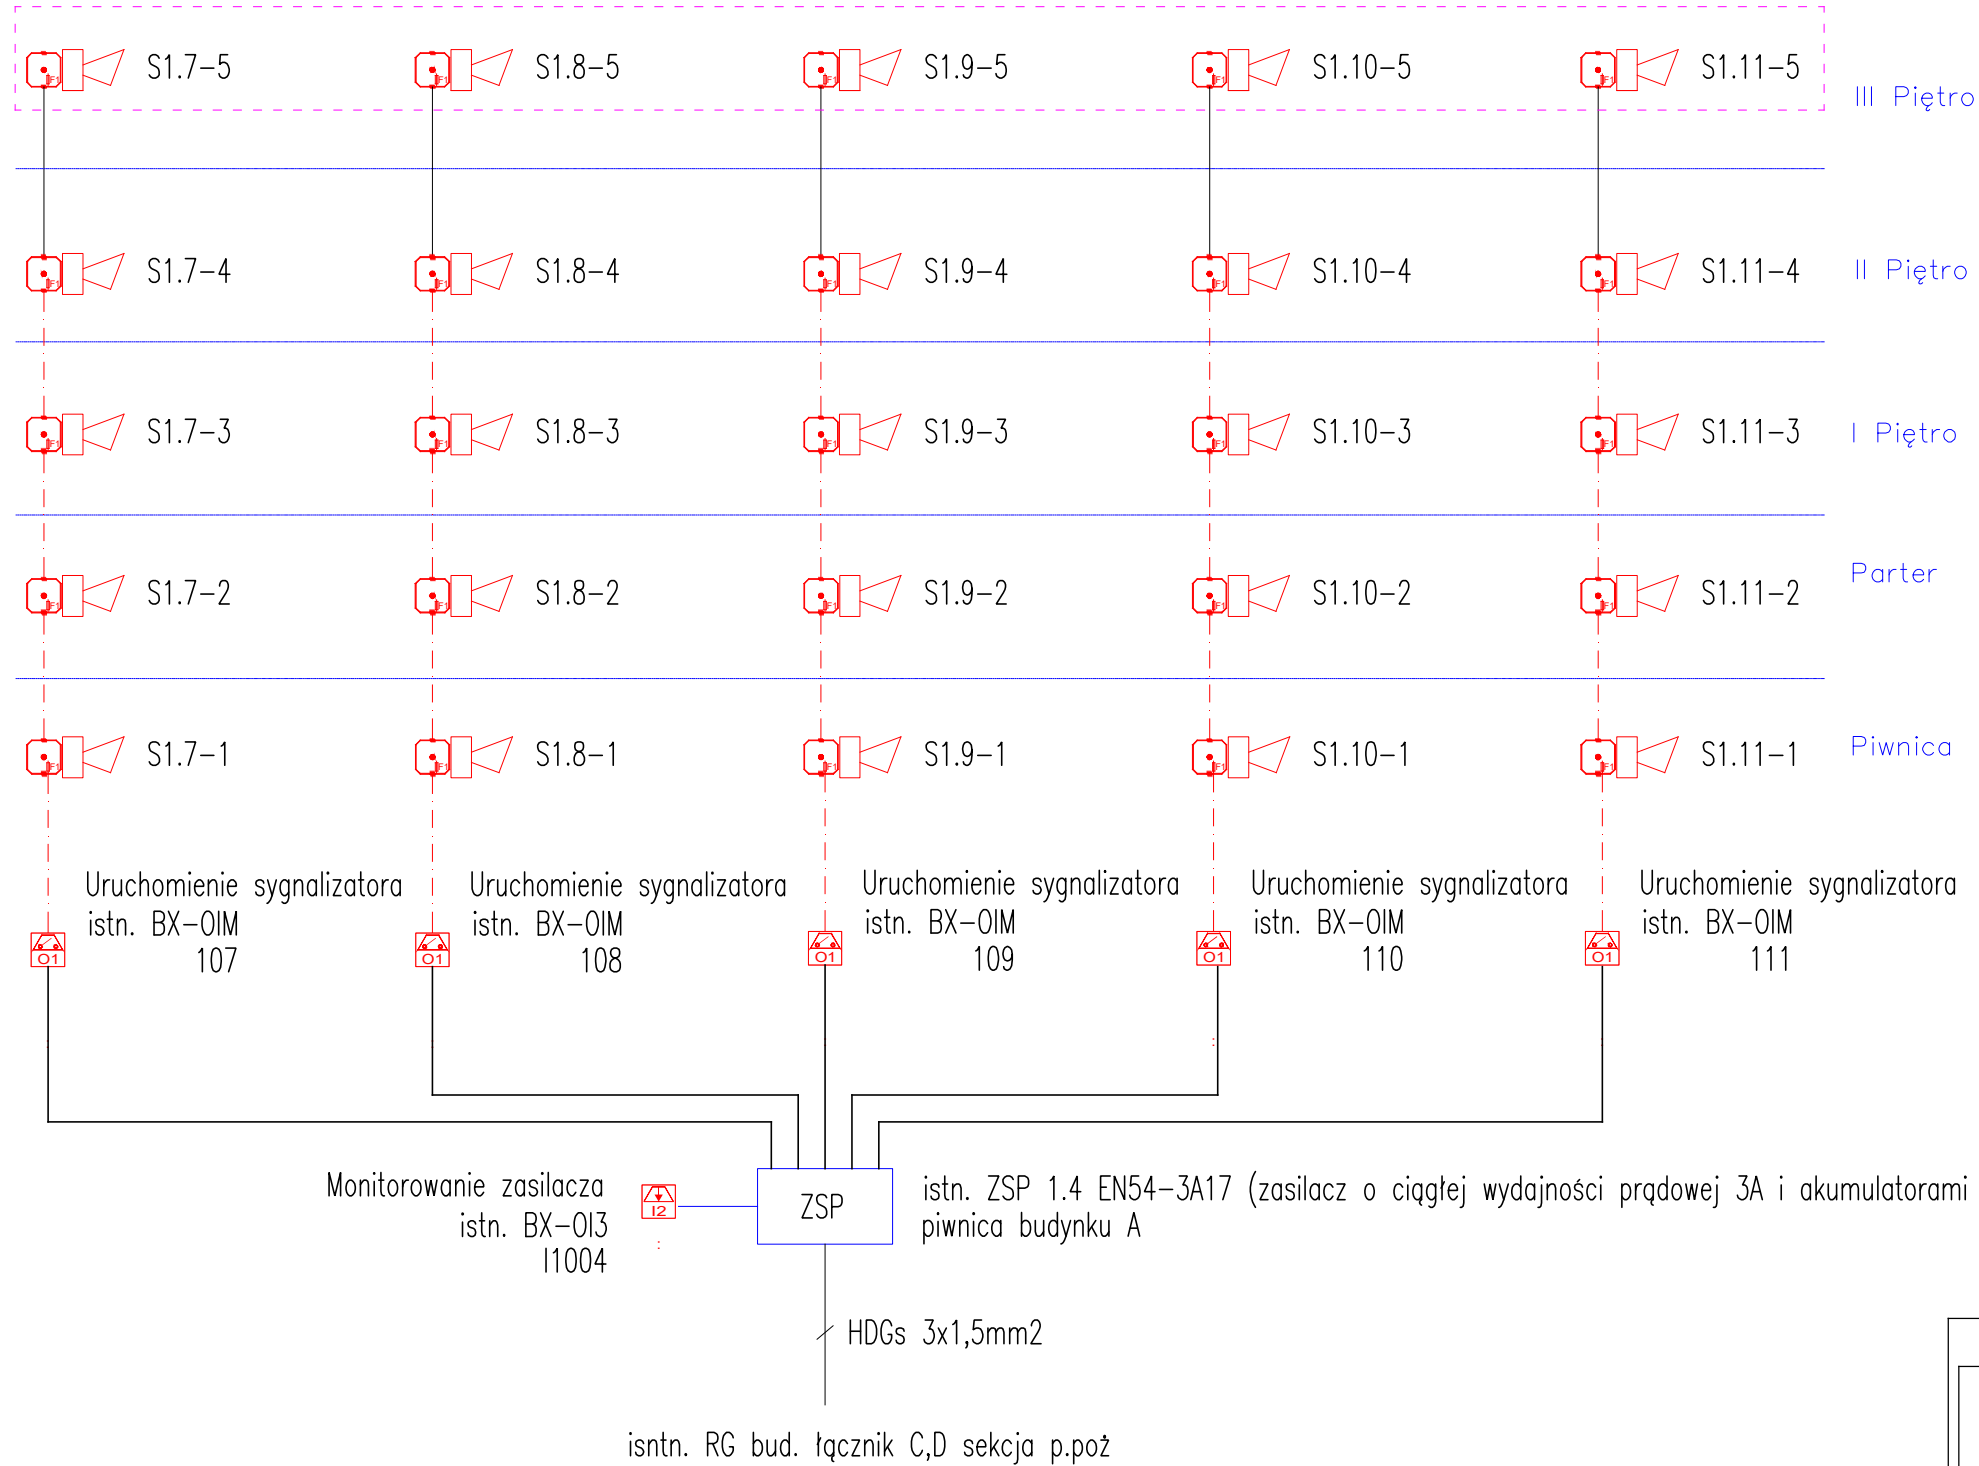 S1.7-5 S1.8-5 S1.9-5 S1.10-5 S1.11-5
III Piętro
S1.7-4 S1.8-4 S1.9-4 S1.10-4 S1.11-4
II Piętro
S1.7-3 S1.8-3 S1.9-3 S1.10-3 S1.11-3
I Piętro
S1.7-2 S1.8-2 S1.9-2 S1.10-2 S1.11-2
Parter
S1.7-1 S1.8-1 S1.9-1 S1.10-1 S1.11-1
Piwnica
Uruchomienie sygnalizatora
istn. BX-OIM
107
O1
Uruchomienie sygnalizatora
istn. BX-OIM
108
O1
Uruchomienie sygnalizatora
istn. BX-OIM
109
O1
Uruchomienie sygnalizatora
istn. BX-OIM
110
O1
Uruchomienie sygnalizatora
istn. BX-OIM
111
O1
Monitorowanie zasilacza
istn. BX-OI3
I1004
I2
ZSP
istn. ZSP 1.4 EN54-3A17 (zasilacz o ciągłej wydajności prądowej 3A i akumulatorami
piwnica budynku A
HDGs 3x1,5mm2
isntn. RG bud. łącznik C,D sekcja p.poż